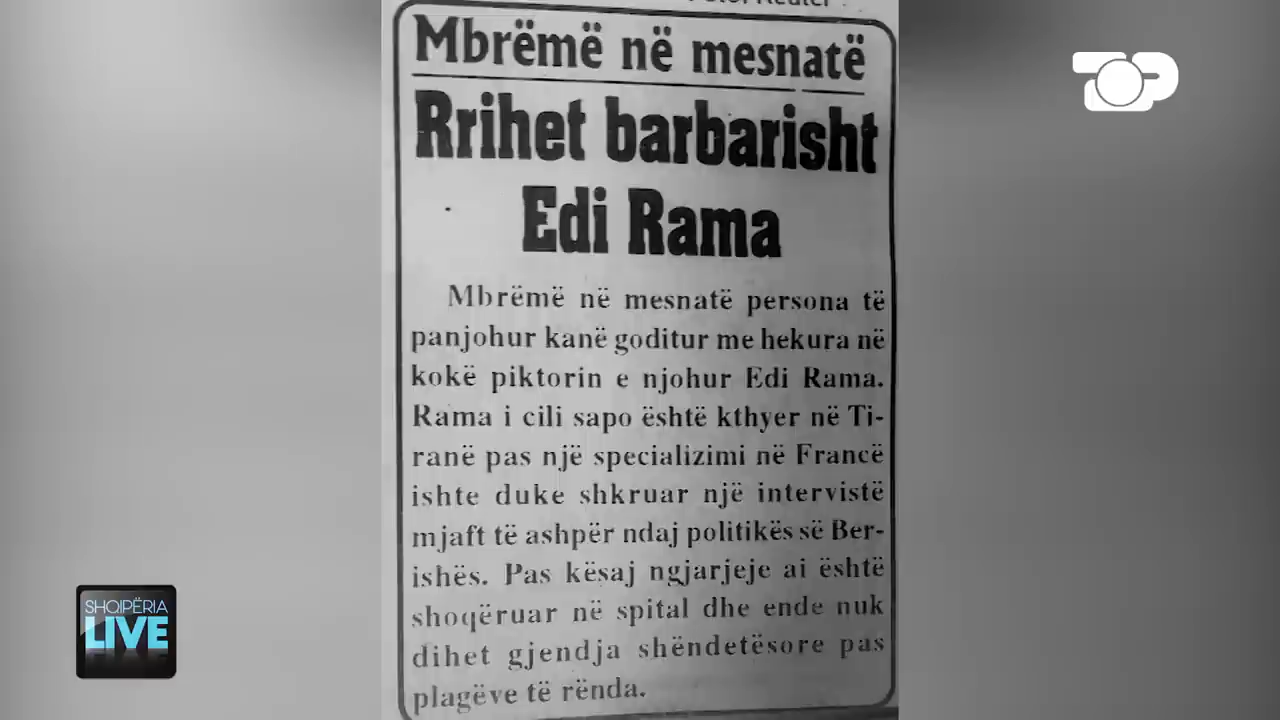 Mbrëmë në mesnatë
Rrihet barbarisht
Edi Rama
Mbrëmë në mesnatë persona të
panjohur kanë goditur me hekura në
kokë piktorin e njohur Edi Rama.
Rama i cili sapo është kthyer në Ti-
ranë pas një specializimi në Francë
ishte duke shkruar një intervistë
mjaft të ashpër ndaj politikës së Ber-
ishës. Pas kësaj ngjarjeje ai është
shoqëruar në spital dhe ende nuk
dihet gjendja shëndetësore pas
plagëve të rënda.
TOP
SHQIPËRIA
LIVE